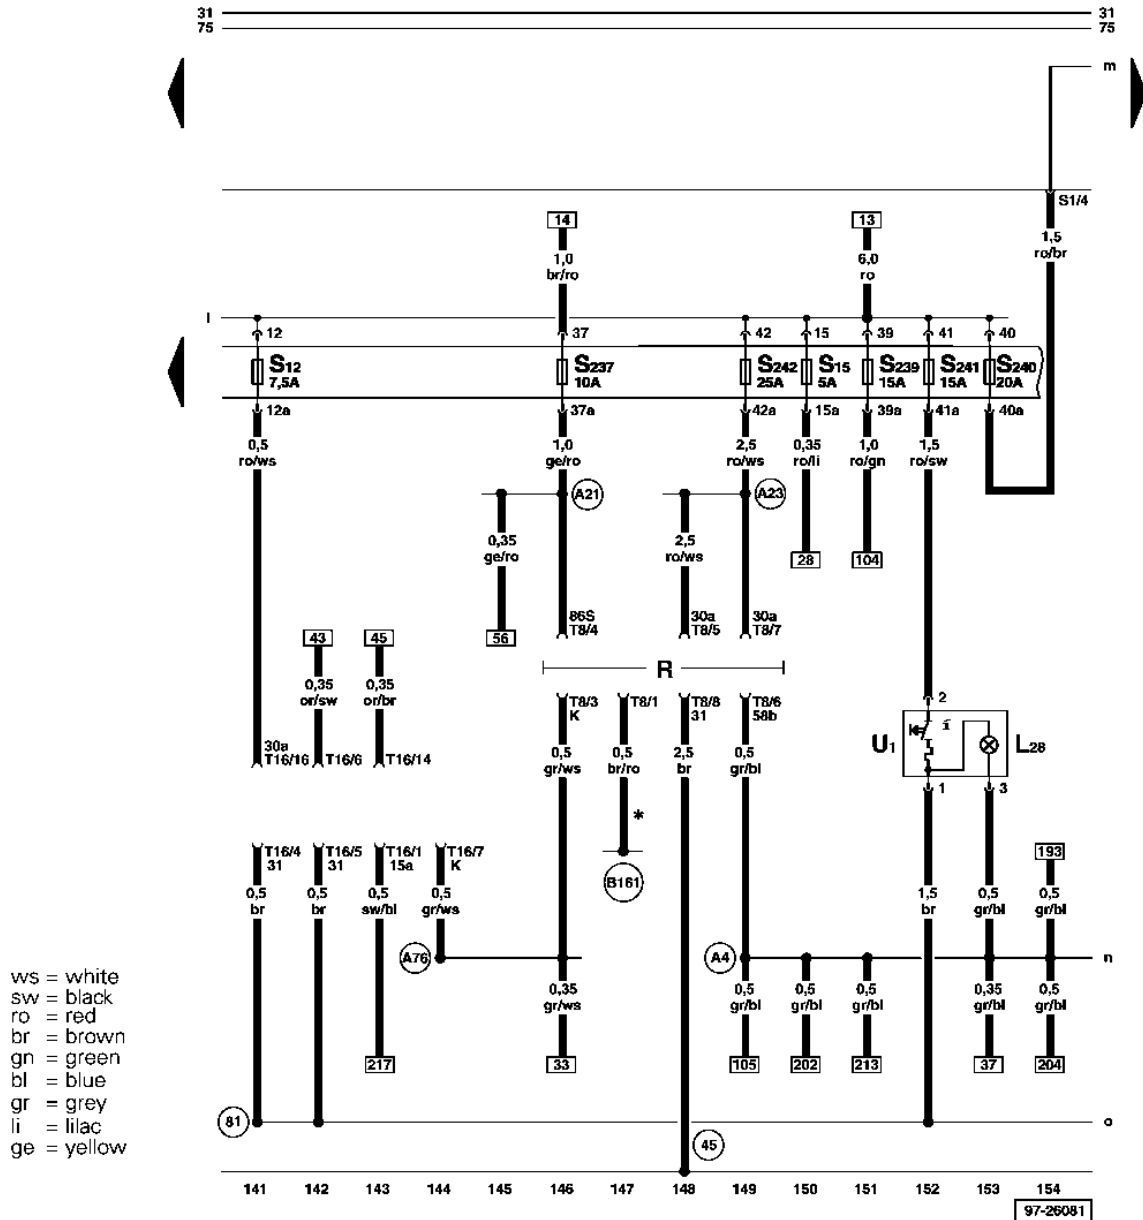 31 31
75 75
m
S1/4
14 13
1,0 6,0 1,5
br/ro ro ro/br
l
12 37 42 15 39 41 40
S12 S237 S242 S15 S239 S241 S240
7,5A 10A 25A 5A 15A 15A 20A
12a 37a 42a 15a 39a 41a 40a
0,5 1,0 2,5 0,35 1,0 1,5
ro/ws ge/ro ro/ws ro/li ro/gn ro/sw
A21 A23
0,35 2,5
ge/ro ro/ws
28 104
86S 30a 30a
T8/4 T8/5 T8/7
43 45 56
R
0,35 0,35
or/sw or/br
T8/3 T8/1 T8/8 T8/6
K 31 58b
2
30a
T16/16 T16/6 T16/14
U1 L28
0,5 0,5 2,5 0,5
gr/ws br/ro br gr/bl
1 3
*
T16/4 T16/5 T16/1 T16/7
31 31 15a K
193
B161
0,5 0,5 0,5 0,5 1,5 0,5 0,5
br br sw/bl gr/ws br gr/bl gr/bl
A76 A4 n
0,35 0,5 0,5 0,5 0,35 0,5
gr/ws gr/bl gr/bl gr/bl gr/bl gr/bl
217 33 105 202 213 37 204
ws = white
sw = black
ro = red
br = brown
gn = green
bl = blue
gr = grey
li = lilac
ge = yellow
81 o
45
141 142 143 144 145 146 147 148 149 150 151 152 153 154
97-26081